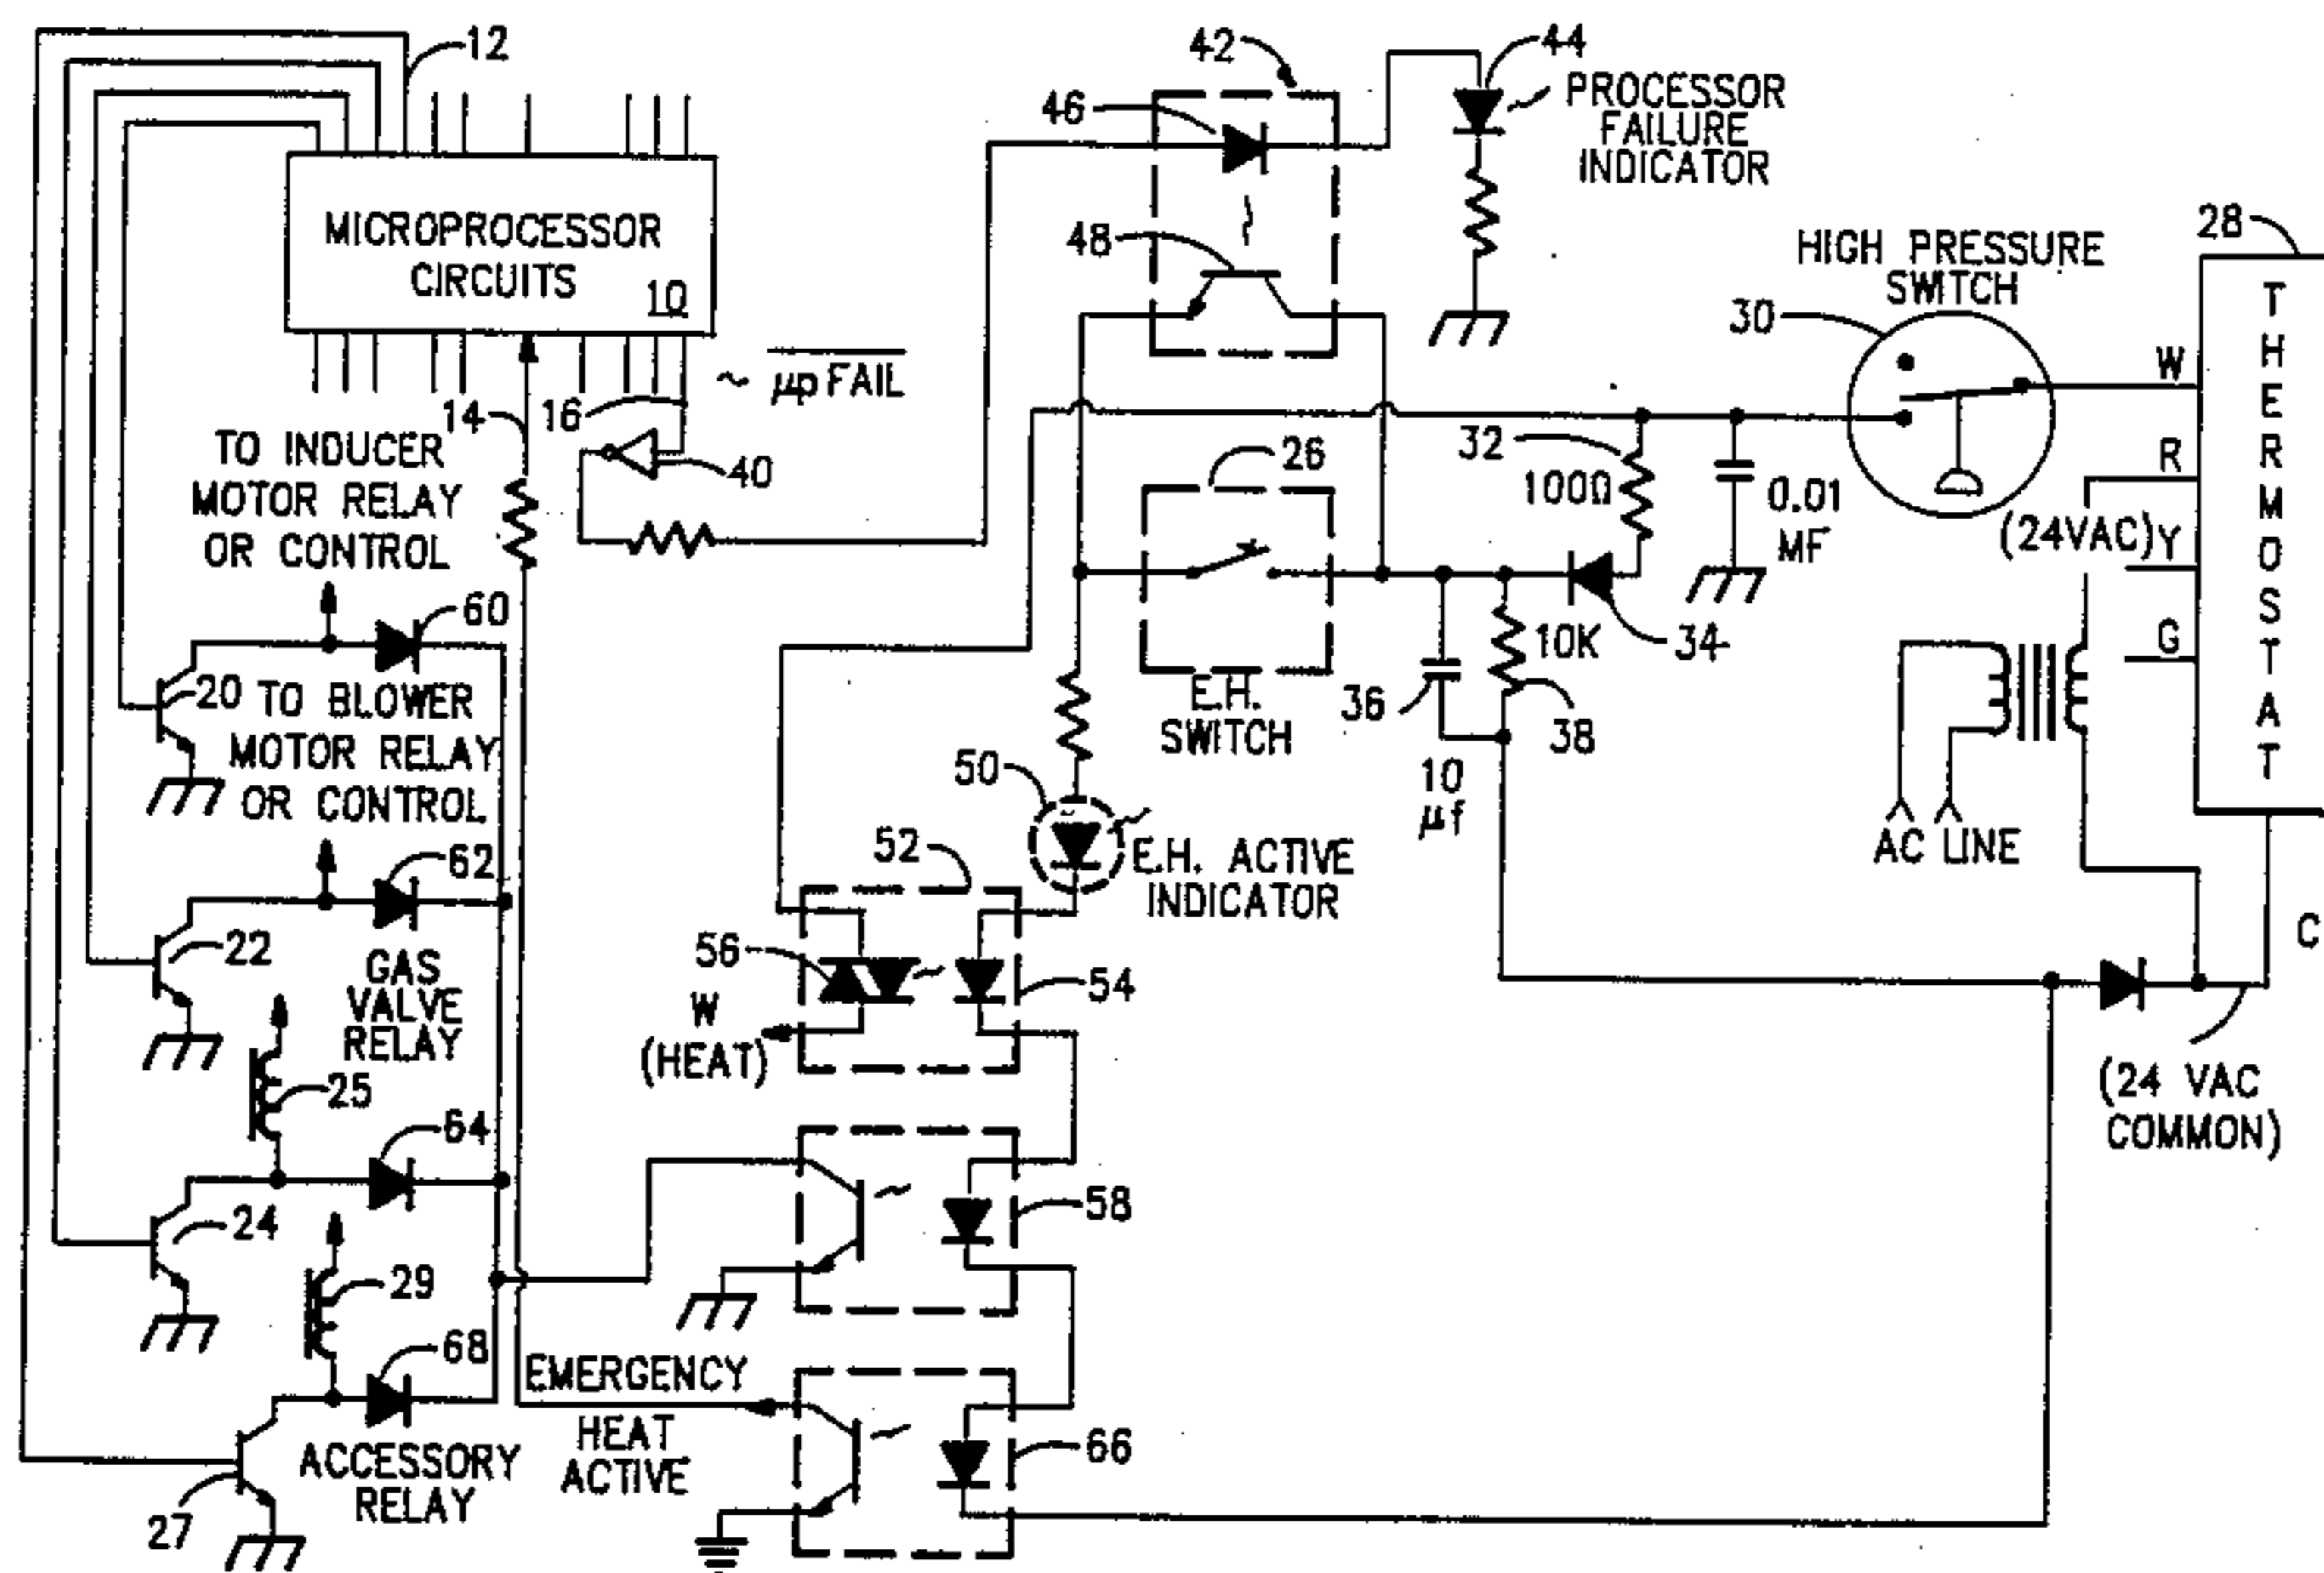 12
MICROPROCESSOR
CIRCUITS
10
14
16
~ μp FAIL
40
42
44
PROCESSOR
FAILURE
INDICATOR
46
48
HIGH PRESSURE
SWITCH
30
28
THERMOSTAT
W
R
(24VAC) Y
G
C
TO INDUCER
MOTOR RELAY
OR CONTROL
60
20
TO BLOWER
MOTOR RELAY
OR CONTROL
62
22
GAS
VALVE
RELAY
25
64
24
29
68
ACCESSORY
RELAY
27
26
E.H.
SWITCH
32
100Ω
0.01
MF
10K
34
36
38
10
μf
AC LINE
50
E.H. ACTIVE
INDICATOR
52
56
54
W
(HEAT)
58
EMERGENCY
HEAT
ACTIVE
66
(24 VAC
COMMON)